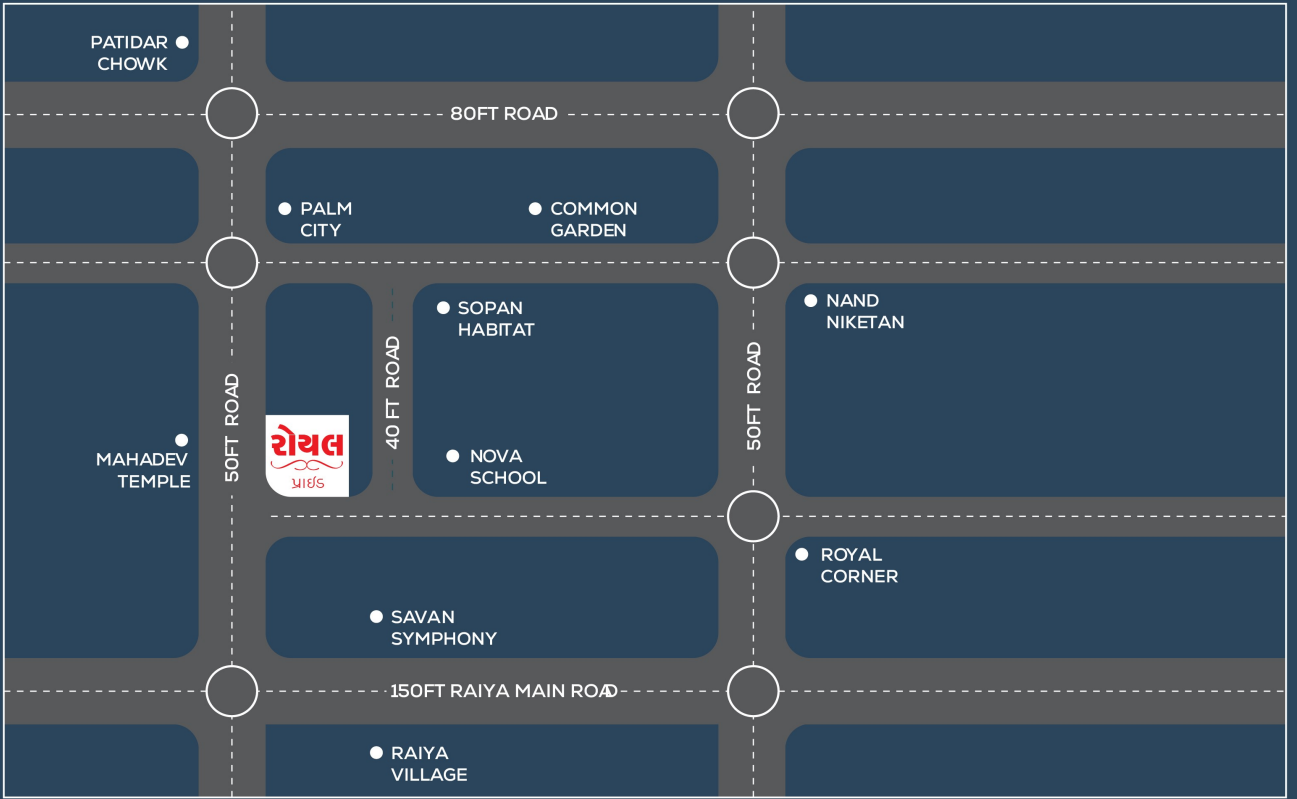 PATIDAR
CHOWK
80FT ROAD
PALM
CITY
COMMON
GARDEN
SOPAN
HABITAT
NAND
NIKETAN
40 FT ROAD
50FT ROAD
50FT ROAD
રોયલ
પ્રાઈડ
MAHADEV
TEMPLE
NOVA
SCHOOL
ROYAL
CORNER
SAVAN
SYMPHONY
150FT RAIYA MAIN ROAD
RAIYA
VILLAGE